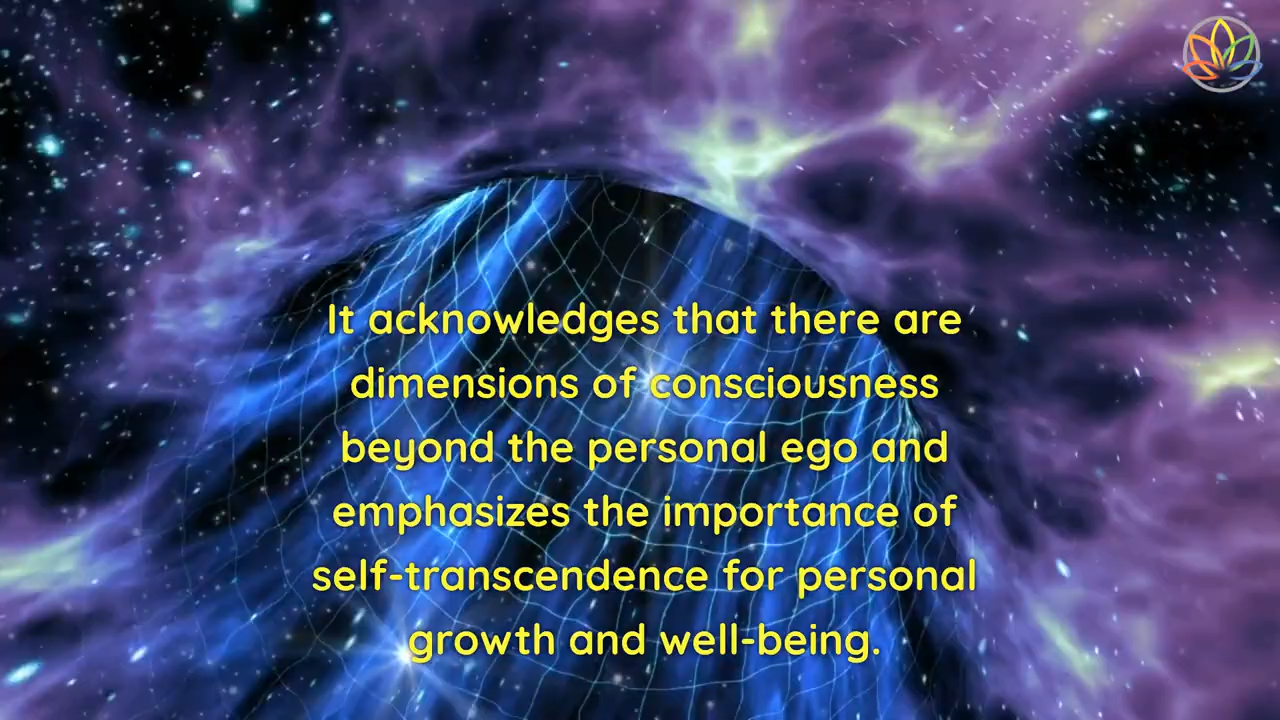 It acknowledges that there are
dimensions of consciousness
beyond the personal ego and
emphasizes the importance of
self-transcendence for personal
growth and well-being.